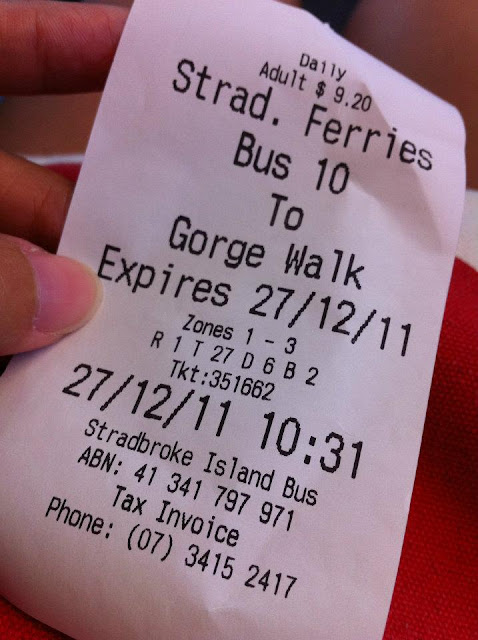 Daily
Adult $ 9.20
Strad. Ferries
Bus 10
To
Gorge Walk
Expires 27/12/11
Zones 1 - 3
R 1 T 27 D 6 B 2
Tkt:351662
27/12/11 10:31
Stradbroke Island Bus
ABN: 41 341 797 971
Tax Invoice
Phone: (07) 3415 2417